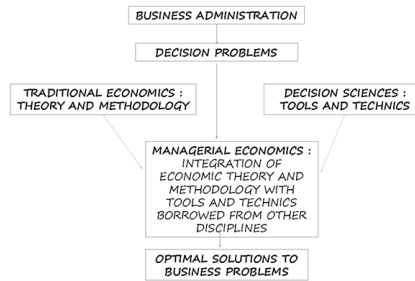 BUSINESS ADMINISTRATION
DECISION PROBLEMS
TRADITIONAL ECONOMICS :
THEORY AND METHODOLOGY
DECISION SCIENCES :
TOOLS AND TECHNICS
MANAGERIAL ECONOMICS :
INTEGRATION OF
ECONOMIC THEORY AND
METHODOLOGY WITH
TOOLS AND TECHNICS
BORROWED FROM OTHER
DISCIPLINES
OPTIMAL SOLUTIONS TO
BUSINESS PROBLEMS